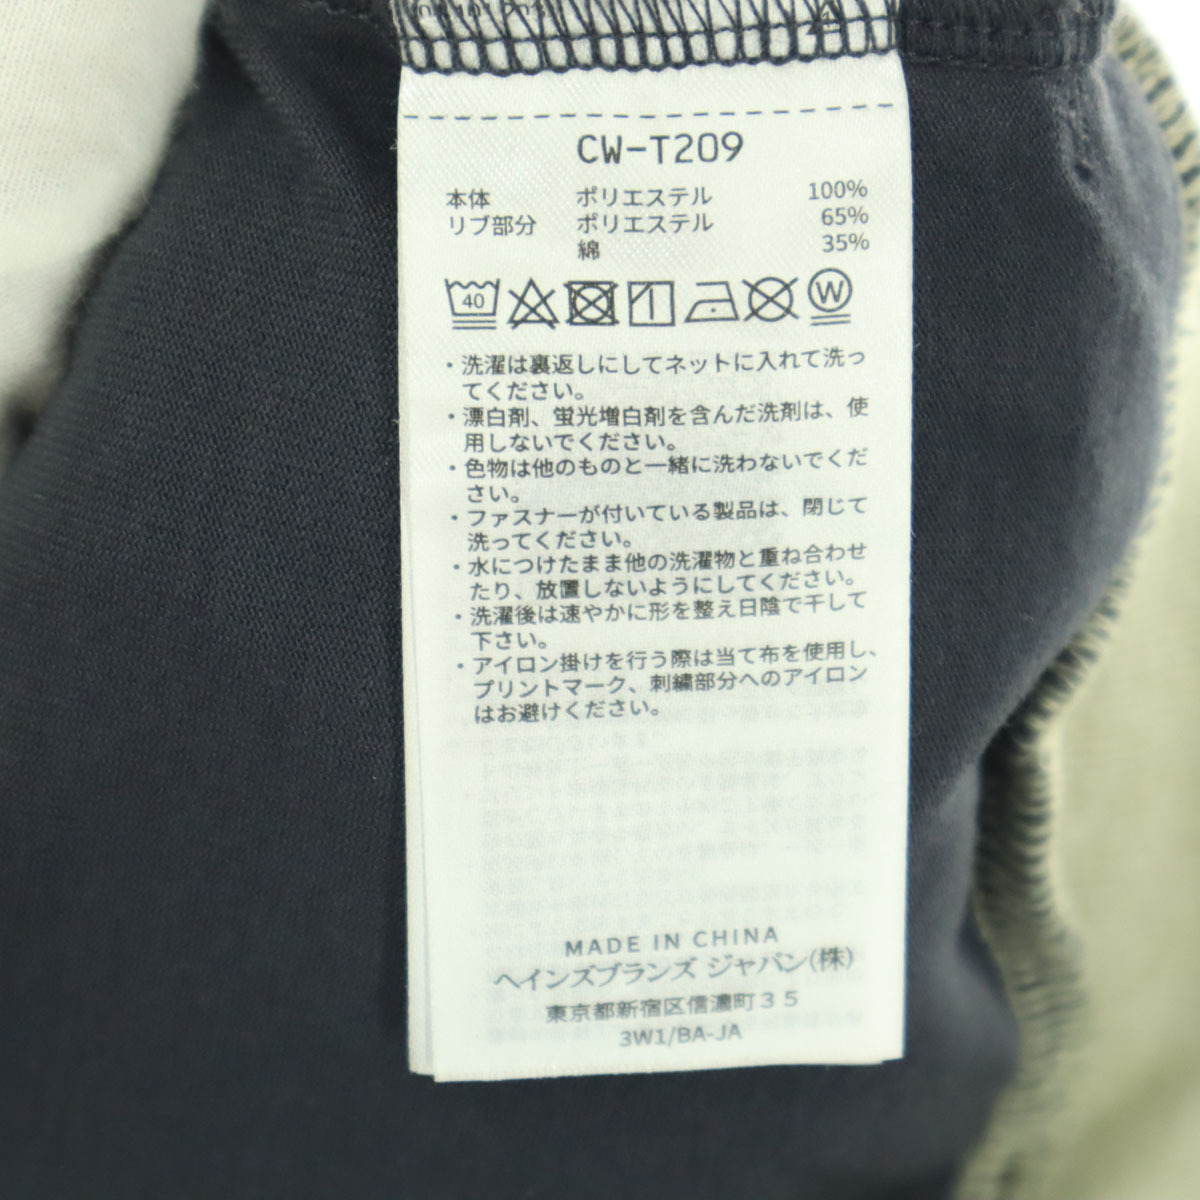 CW-T209
本体 ポリエステル 100%
リブ部分 ポリエステル 65%
綿 35%
40 W
・洗濯は裏返しにしてネットに入れて洗っ
てください。
・漂白剤、蛍光増白剤を含んだ洗剤は、使
用しないでください。
・色物は他のものと一緒に洗わないでくだ
さい。
・ファスナーが付いている製品は、閉じて
洗ってください。
・水につけたまま他の洗濯物と重ね合わせ
たり、放置しないようにしてください。
・洗濯後は速やかに形を整え日陰で干して
下さい。
・アイロン掛けを行う際は当て布を使用し、
プリントマーク、刺繍部分へのアイロン
はお避けください。
MADE IN CHINA
ヘインズブランズ ジャパン(株)
東京都新宿区信濃町35
3W1/BA-JA